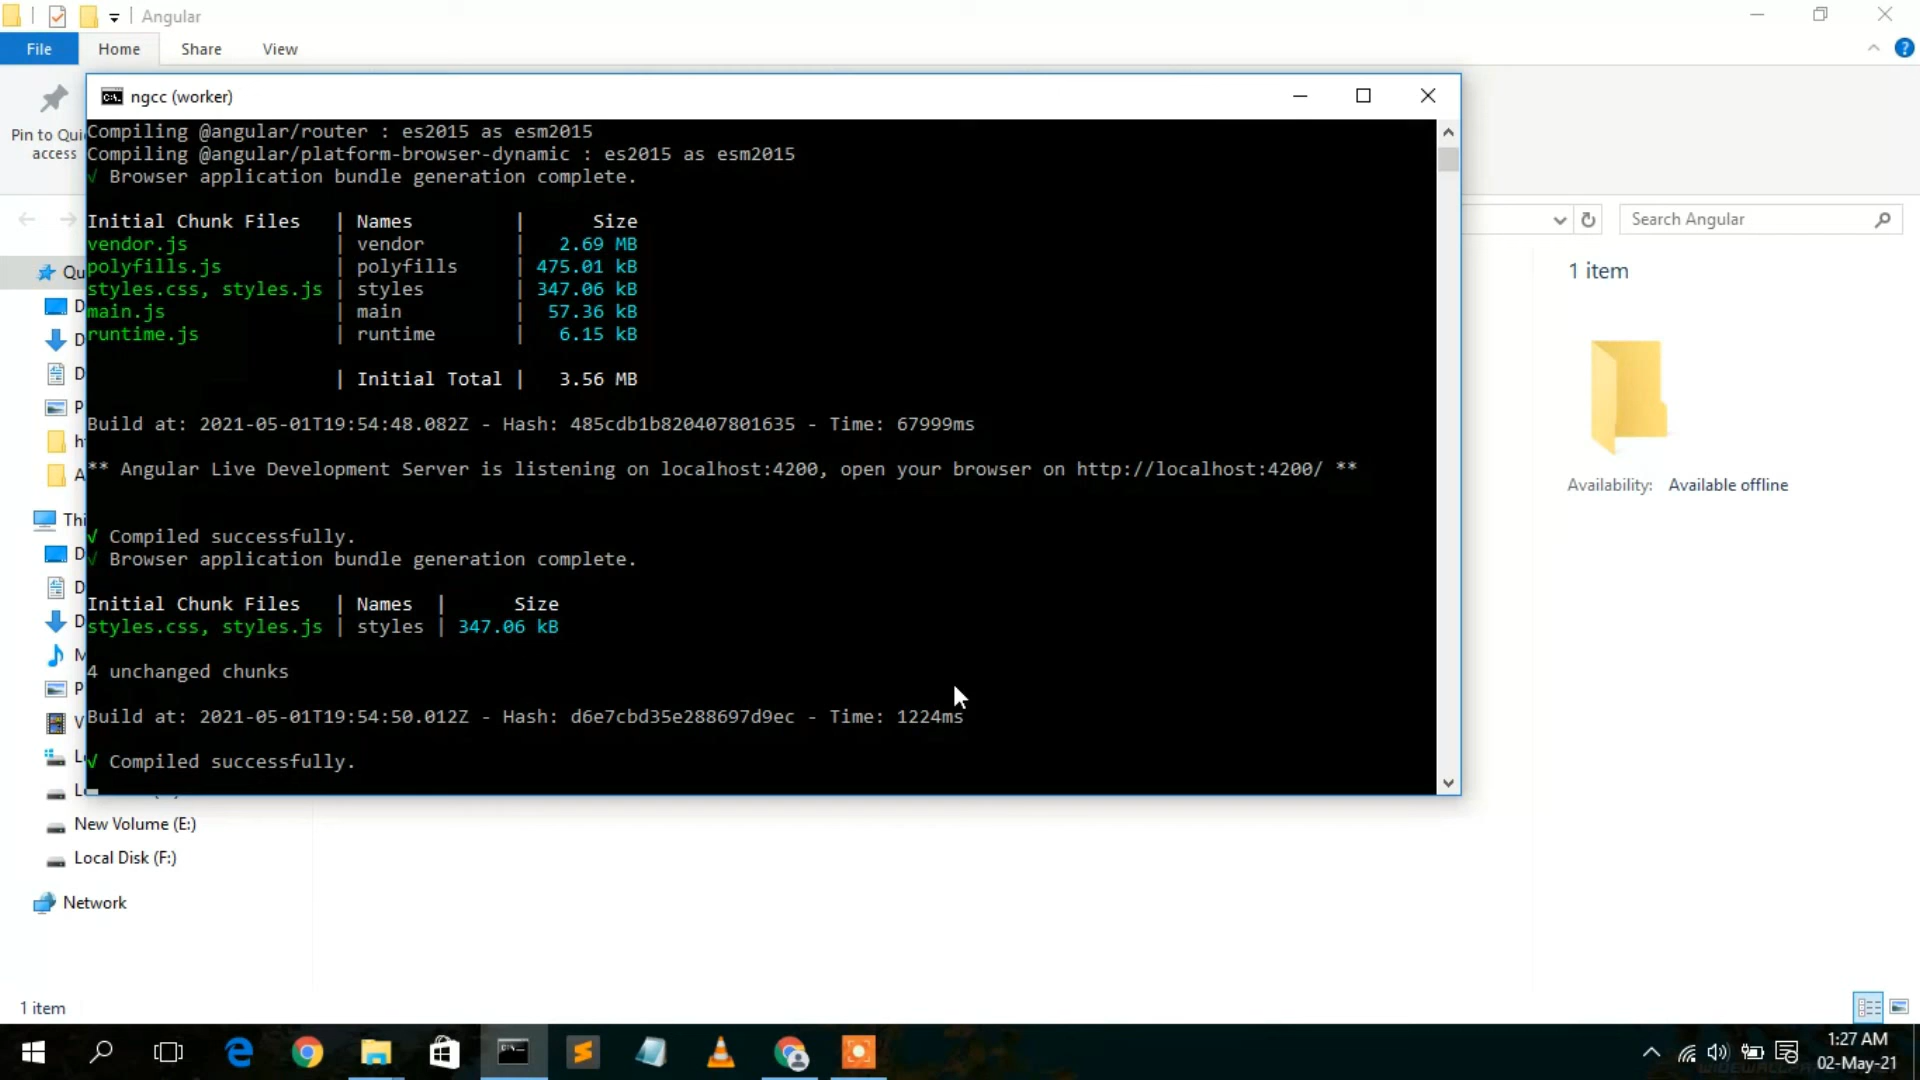 Angular
File Home Share View
Pin to Qui
access
ngcc (worker)
Compiling @angular/router : es2015 as esm2015
Compiling @angular/platform-browser-dynamic : es2015 as esm2015
√ Browser application bundle generation complete.
Initial Chunk Files | Names | Size
vendor.js | vendor | 2.69 MB
polyfills.js | polyfills | 475.01 kB
styles.css, styles.js | styles | 347.06 kB
main.js | main | 57.36 kB
runtime.js | runtime | 6.15 kB
| Initial Total | 3.56 MB
Build at: 2021-05-01T19:54:48.082Z - Hash: 485cdb1b820407801635 - Time: 67999ms
** Angular Live Development Server is listening on localhost:4200, open your browser on http://localhost:4200/ **
√ Compiled successfully.
√ Browser application bundle generation complete.
Initial Chunk Files | Names | Size
styles.css, styles.js | styles | 347.06 kB
4 unchanged chunks
Build at: 2021-05-01T19:54:50.012Z - Hash: d6e7cbd35e288697d9ec - Time: 1224ms
√ Compiled successfully.
Search Angular
1 item
Availability: Available offline
Qu
D
D
D
P
h
A
Thi
D
D
D
M
P
V
L
L
New Volume (E:)
Local Disk (F:)
Network
1 item
1:27 AM
02-May-21